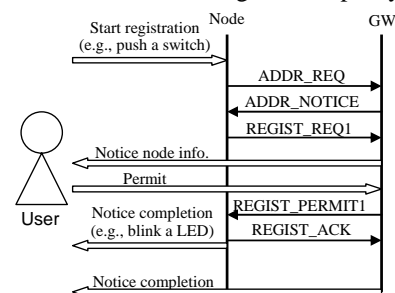 Node
GW
Start registration
(e.g., push a switch)
ADDR_REQ
ADDR_NOTICE
REGIST_REQ1
Notice node info.
Permit
User
REGIST_PERMIT1
Notice completion
(e.g., blink a LED)
REGIST_ACK
Notice completion